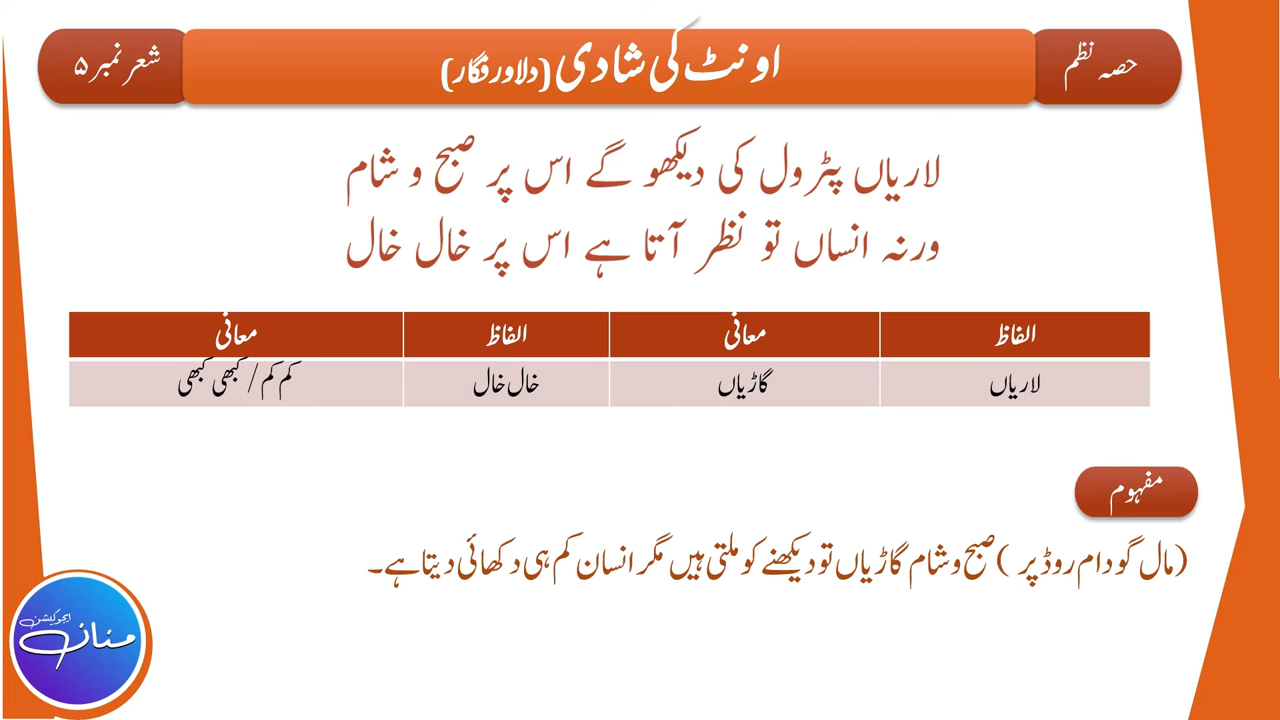 حصہ نظم
اونٹ کی شادی (دلاور فگار)
شعر نمبر ۵
لاریاں پٹرول کی دیکھو گے اس پر صبح و شام
ورنہ انساں تو نظر آتا ہے اس پر خال خال
الفاظ معانی الفاظ معانی
لاریاں گاڑیاں خال خال کم کم / کبھی کبھی
مفہوم
(مال گودام روڈ پر ) صبح و شام گاڑیاں تو دیکھنے کو ملتی ہیں مگر انسان کم ہی دکھائی دیتا ہے۔
ایجوکیشن
منان